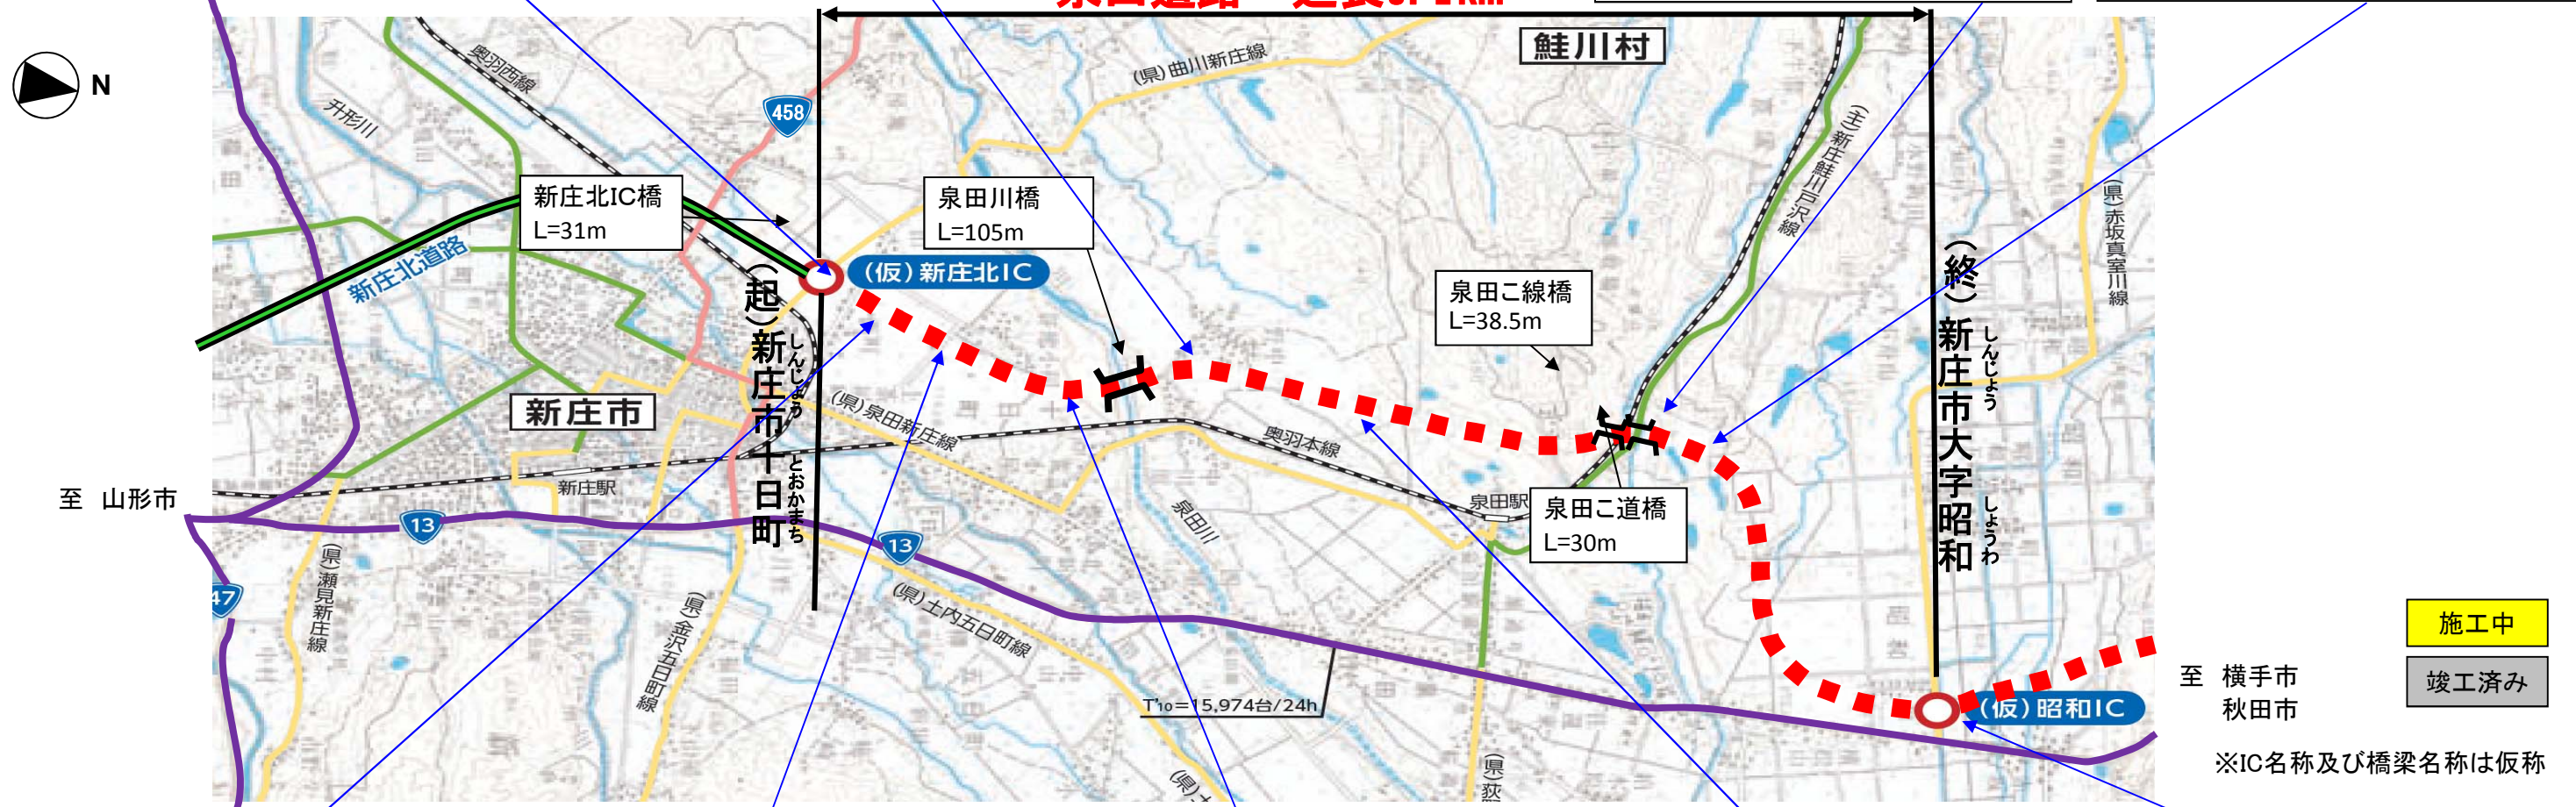 N
鮭川村
奥羽西線
(県)曲川新庄線
升形川
458
(主)新庄鮭川戸沢線
新庄北IC橋
L=31m
泉田川橋
L=105m
(県)赤坂真室川線
新庄北道路
(仮)新庄北IC
泉田こ線橋
L=38.5m
(起)新庄市十日町
しんじょう
とおかまち
(終)新庄市大字昭和
しんじょう
しょうわ
新庄市
(県)泉田新庄線
奥羽本線
新庄駅
泉田川
泉田駅
泉田こ道橋
L=30m
至 山形市
13
13
47
(県)瀬見新庄線
(県)金沢五日町線
(県)土内五日町線
T'10=15,974台/24h
(仮)昭和IC
至 横手市
秋田市
施工中
竣工済み
※IC名称及び橋梁名称は仮称